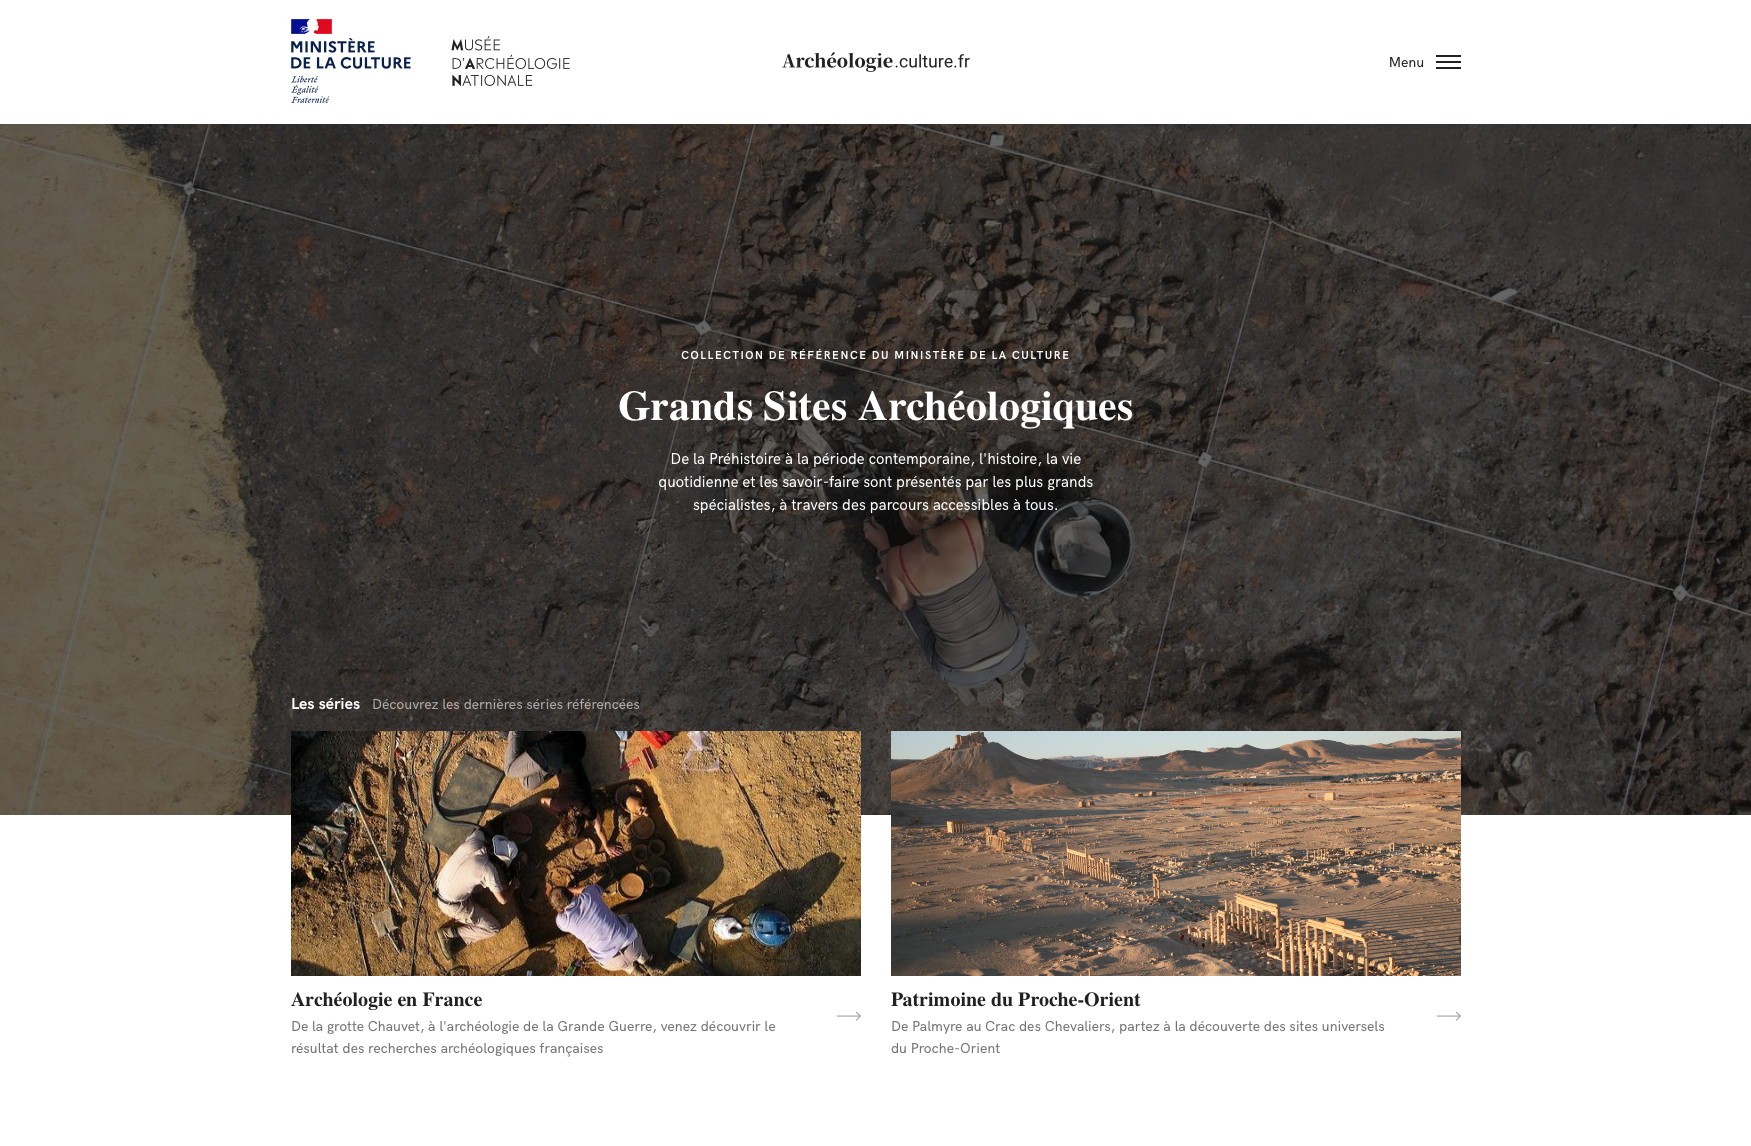 MINISTÈRE
DE LA CULTURE
Liberté
Égalité
Fraternité
MUSÉE
D'ARCHÉOLOGIE
NATIONALE
Archéologie.culture.fr
Menu
COLLECTION DE RÉFÉRENCE DU MINISTÈRE DE LA CULTURE
Grands Sites Archéologiques
De la Préhistoire à la période contemporaine, l'histoire, la vie
quotidienne et les savoir-faire sont présentés par les plus grands
spécialistes, à travers des parcours accessibles à tous.
Les séries Découvrez les dernières séries référencées
Archéologie en France
De la grotte Chauvet, à l'archéologie de la Grande Guerre, venez découvrir le
résultat des recherches archéologiques françaises
Patrimoine du Proche-Orient
De Palmyre au Crac des Chevaliers, partez à la découverte des sites universels
du Proche-Orient